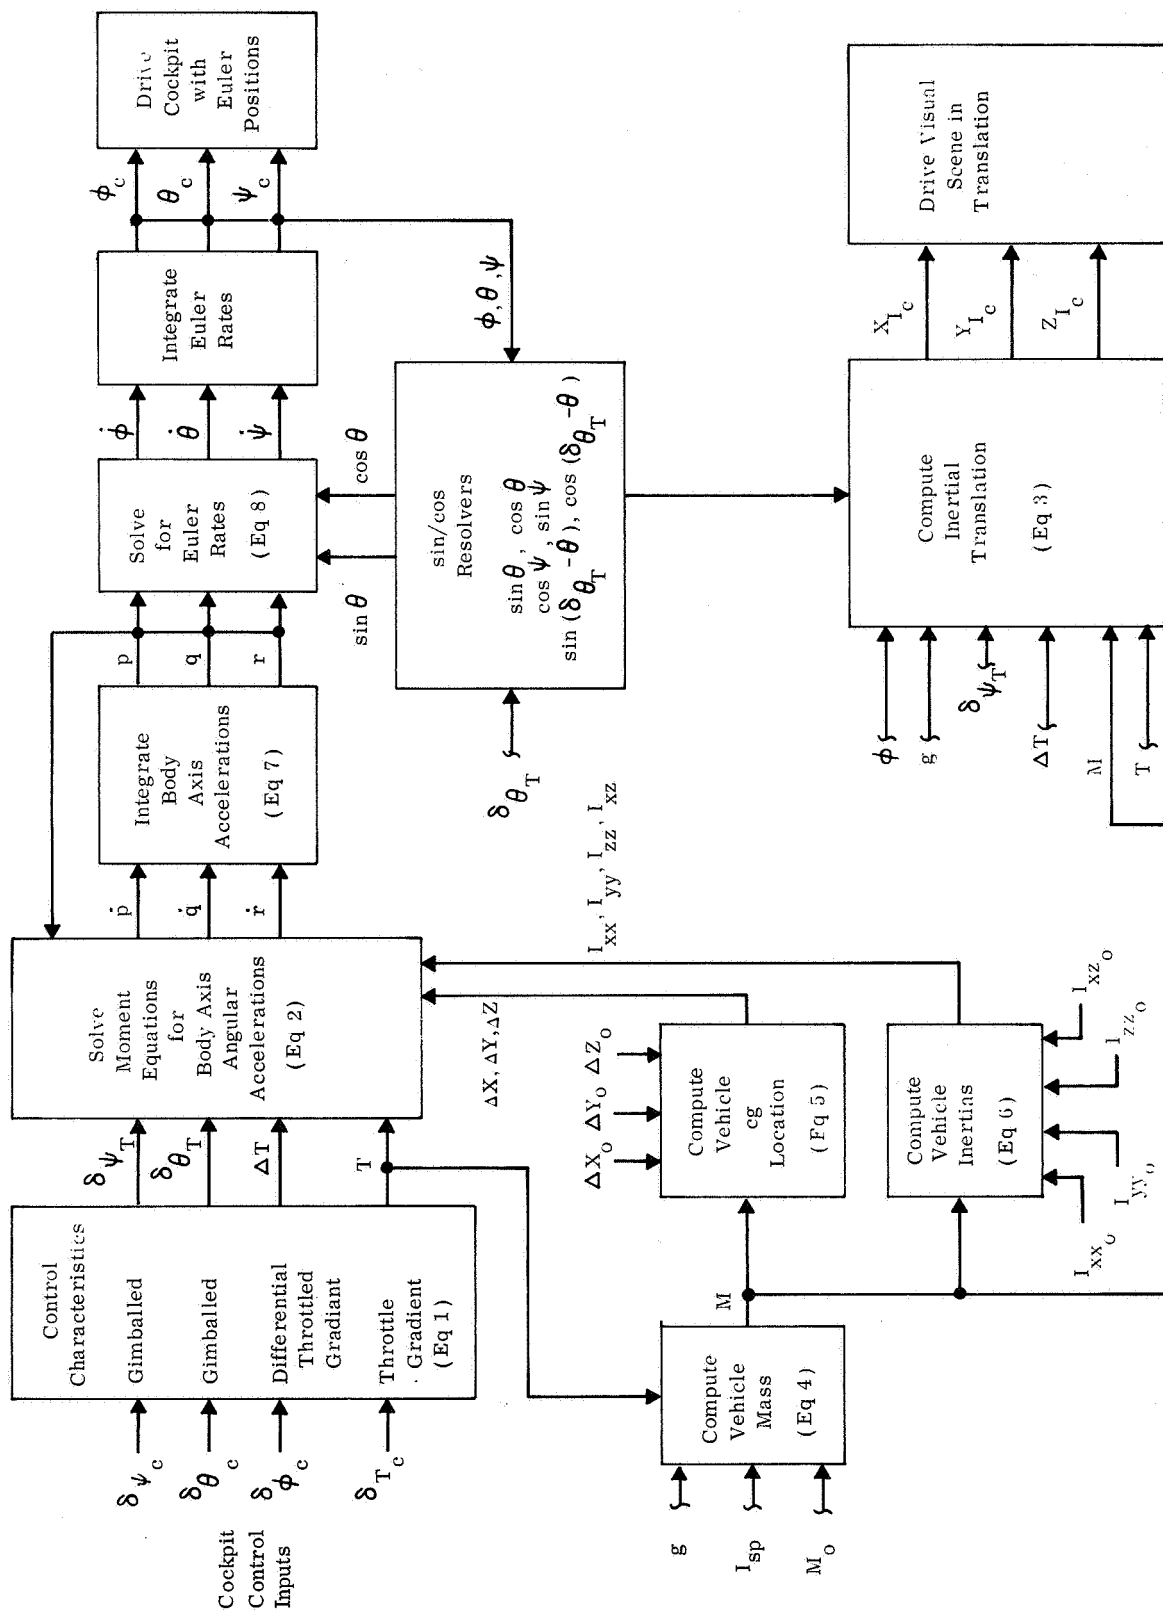 Cockpit
Control
Inputs
δψc
δθc
δϕc
δTc
Control
Characteristics
Gimballed
Gimballed
Differential
Throttled
Gradiant
Throttle
Gradient
(Eq 1)
δψT
δθT
ΔT
T
Solve
Moment
Equations
for
Body Axis
Angular
Accelerations
(Eq 2)
ṗ
q̇
ṙ
Integrate
Body
Axis
Accelerations
(Eq 7)
p
q
r
Solve
for
Euler
Rates
(Eq 8)
ϕ̇
θ̇
ψ̇
Integrate
Euler
Rates
ϕc
θc
ψc
Drive
Cockpit
with
Euler
Positions
sin θ
cos θ
ϕ, θ, ψ
δθT
sin/cos
Resolvers
sin θ, cos θ
cos ψ, sin ψ
sin (δθT -θ), cos (δθT -θ)
g
Isp
Mo
Compute
Vehicle
Mass
(Eq 4)
M
ΔXo ΔYo ΔZo
Compute
Vehicle
cg
Location
(Eq 5)
ΔX, ΔY, ΔZ
Compute
Vehicle
Inertias
(Eq 6)
Ixxo
Iyyo
Izzo
Ixzo
Ixx, Iyy, Izz, Ixz
ϕ
g
δψT
ΔT
M
T
Compute
Inertial
Translation
(Eq 3)
XIc
YIc
ZIc
Drive Visual
Scene in
Translation